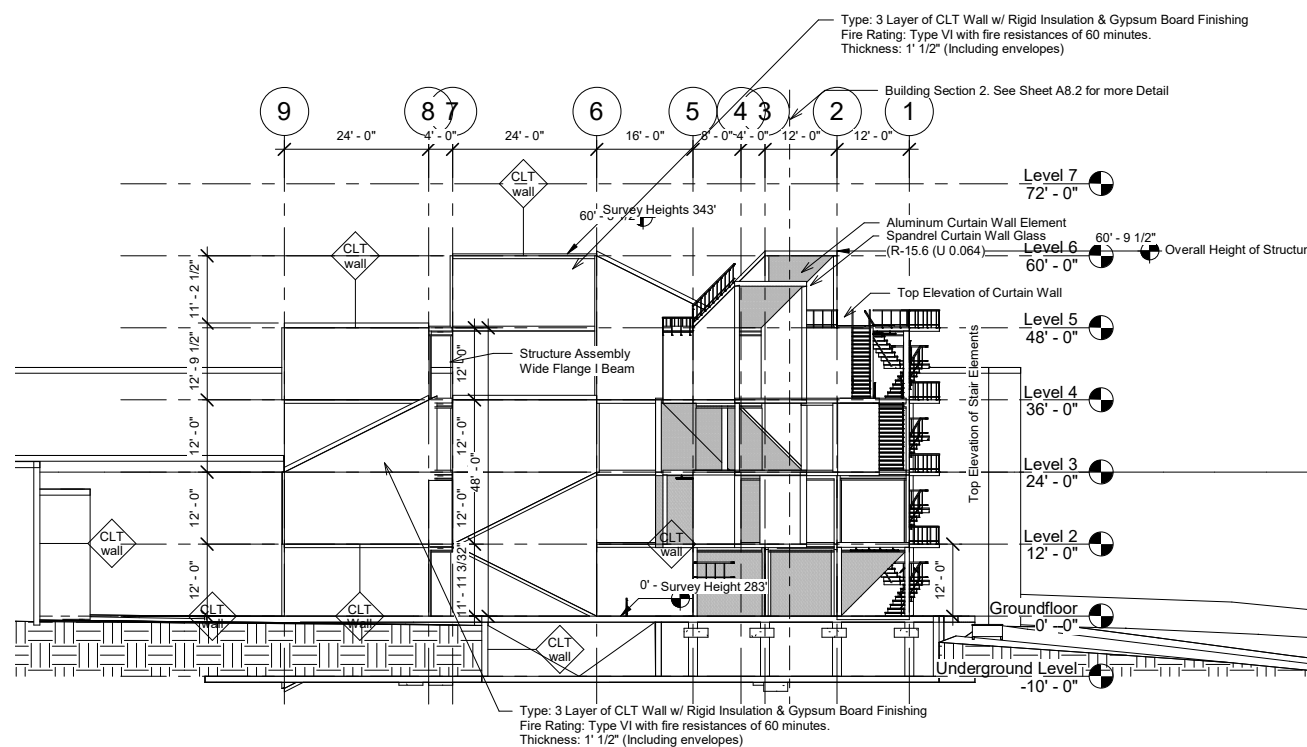 Type: 3 Layer of CLT Wall w/ Rigid Insulation & Gypsum Board Finishing
Fire Rating: Type VI with fire resistances of 60 minutes.
Thickness: 1' 1/2" (Including envelopes)
Building Section 2. See Sheet A8.2 for more Detail
9
8
7
6
5
4
3
2
1
24' - 0"
4' - 0"
24' - 0"
16' - 0"
8' - 0"
4' - 0"
12' - 0"
12' - 0"
Level 7
72' - 0"
CLT
wall
Survey Heights 343'
Aluminum Curtain Wall Element
Spandrel Curtain Wall Glass
(R-15.6 (U 0.064)
60' - 9 1/2"
Overall Height of Structur
Level 6
60' - 0"
CLT
wall
11' - 2 1/2"
Top Elevation of Curtain Wall
Level 5
48' - 0"
Structure Assembly
Wide Flange I Beam
12' - 9 1/2"
12' - 0"
Top Elevation of Stair Elements
Level 4
36' - 0"
12' - 0"
12' - 0"
48' - 0"
Level 3
24' - 0"
12' - 0"
12' - 0"
CLT
wall
CLT
wall
Level 2
12' - 0"
12' - 0"
11' - 11 3/32"
0' -
Survey Height 283'
12' - 0"
CLT
wall
CLT
wall
Groundfloor
0' - 0"
CLT
wall
Underground Level
-10' - 0"
Type: 3 Layer of CLT Wall w/ Rigid Insulation & Gypsum Board Finishing
Fire Rating: Type VI with fire resistances of 60 minutes.
Thickness: 1' 1/2" (Including envelopes)